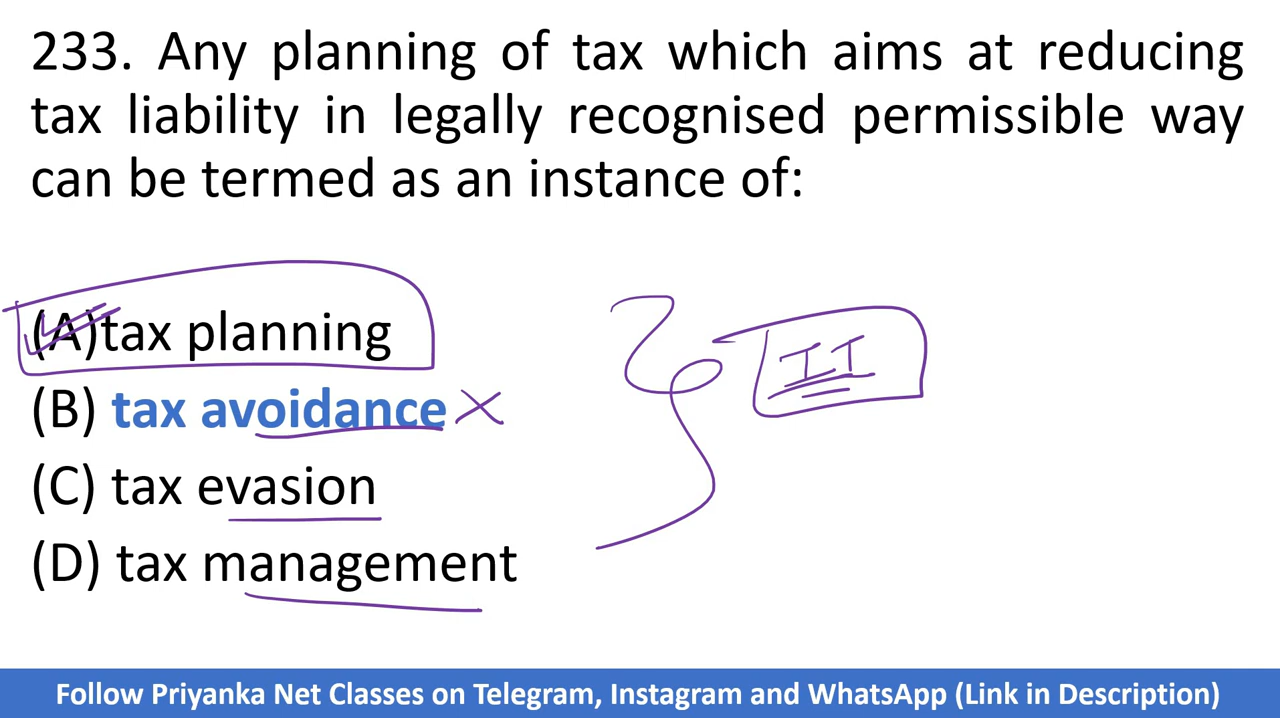 233. Any planning of tax which aims at reducing
tax liability in legally recognised permissible way
can be termed as an instance of:
(A)tax planning
(B) tax avoidance
(C) tax evasion
(D) tax management
II
Follow Priyanka Net Classes on Telegram, Instagram and WhatsApp (Link in Description)